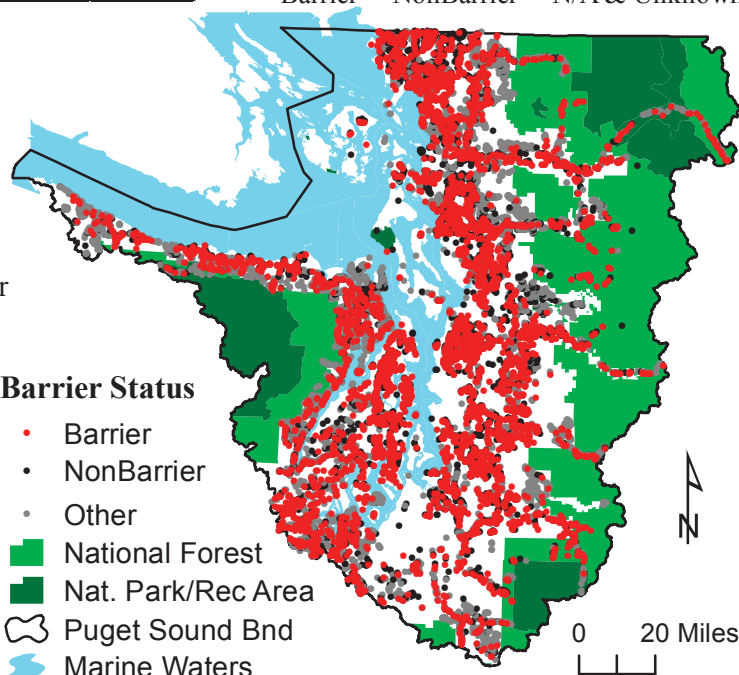 Barrier NonBarrier N/A & Unknown
r
Barrier Status
Barrier
NonBarrier
Other
National Forest
Nat. Park/Rec Area
Puget Sound Bnd
Marine Waters
N
0 20 Miles